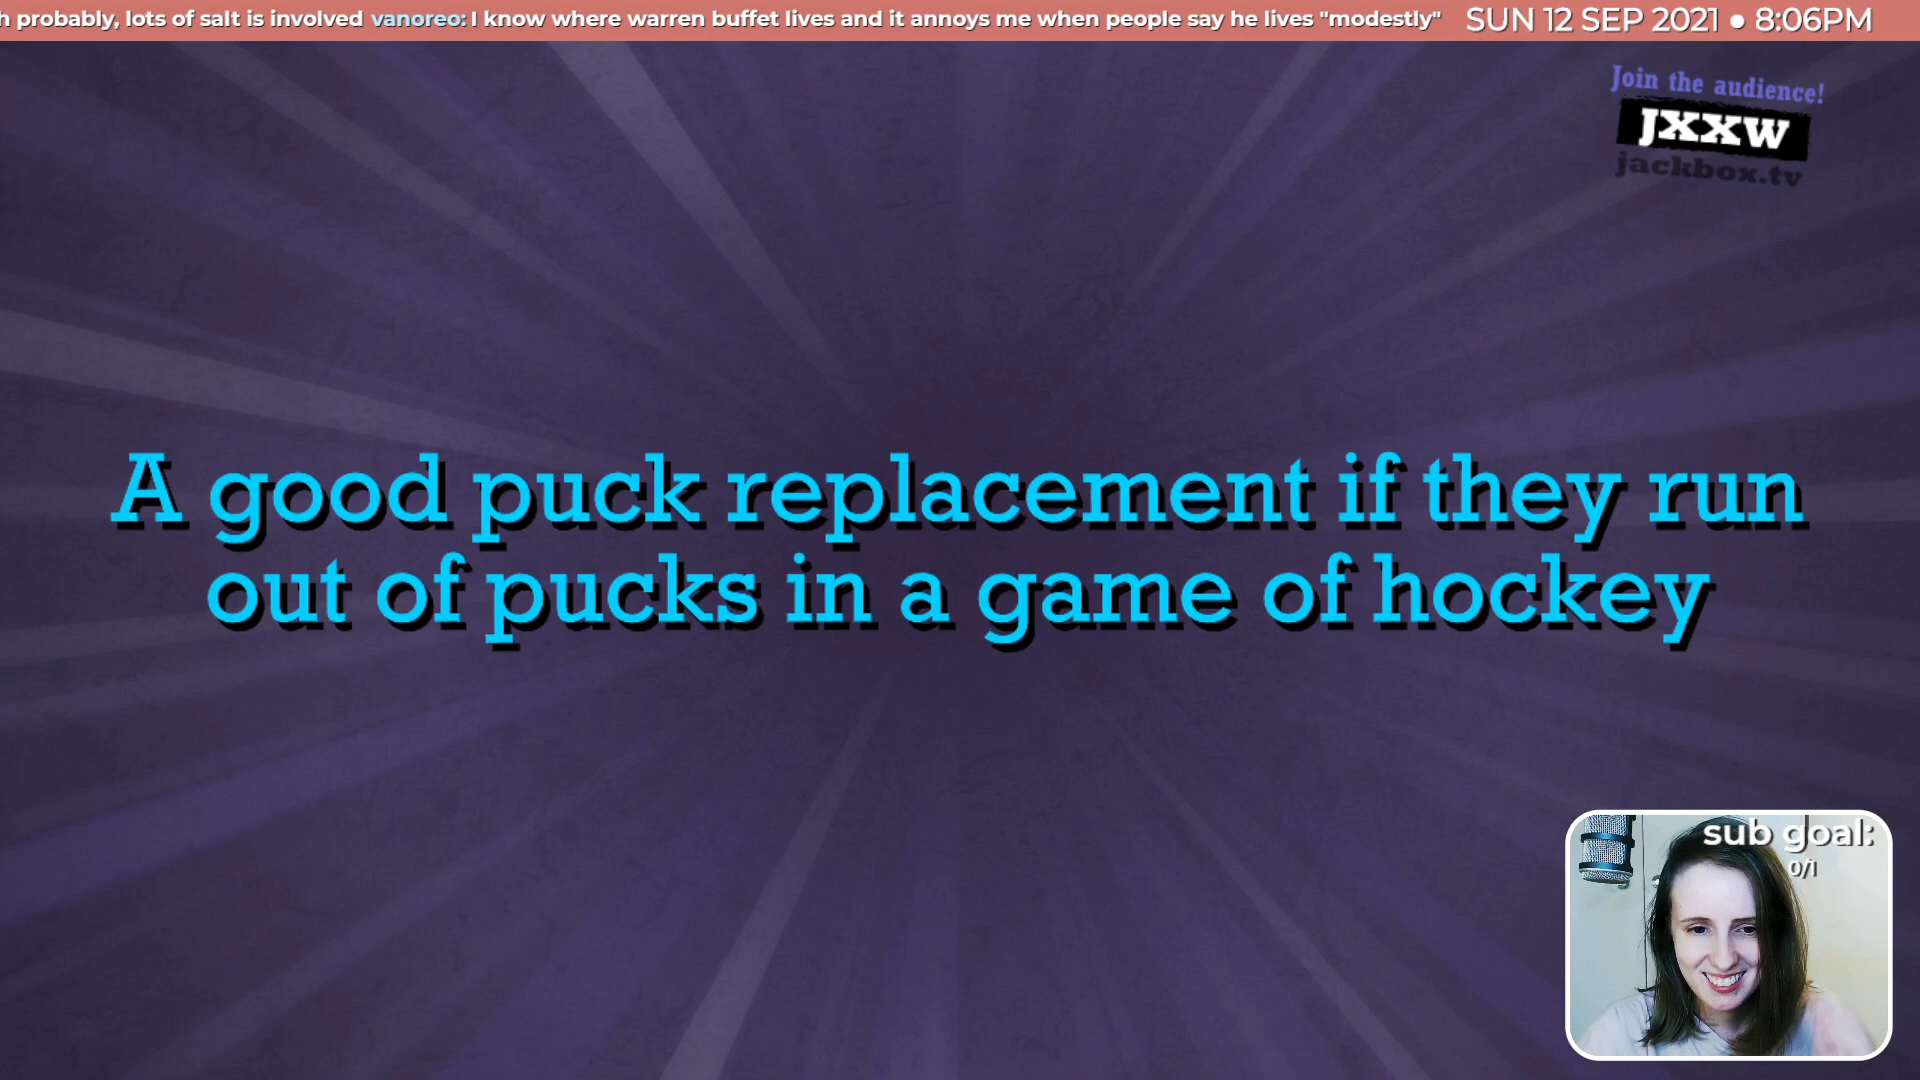 h probably, lots of salt is involved vanoreo: I know where warren buffet lives and it annoys me when people say he lives "modestly" SUN 12 SEP 2021 ● 8:06PM
Join the audience!
JXXW
jackbox.tv
A good puck replacement if they run
out of pucks in a game of hockey
sub goal:
0/1